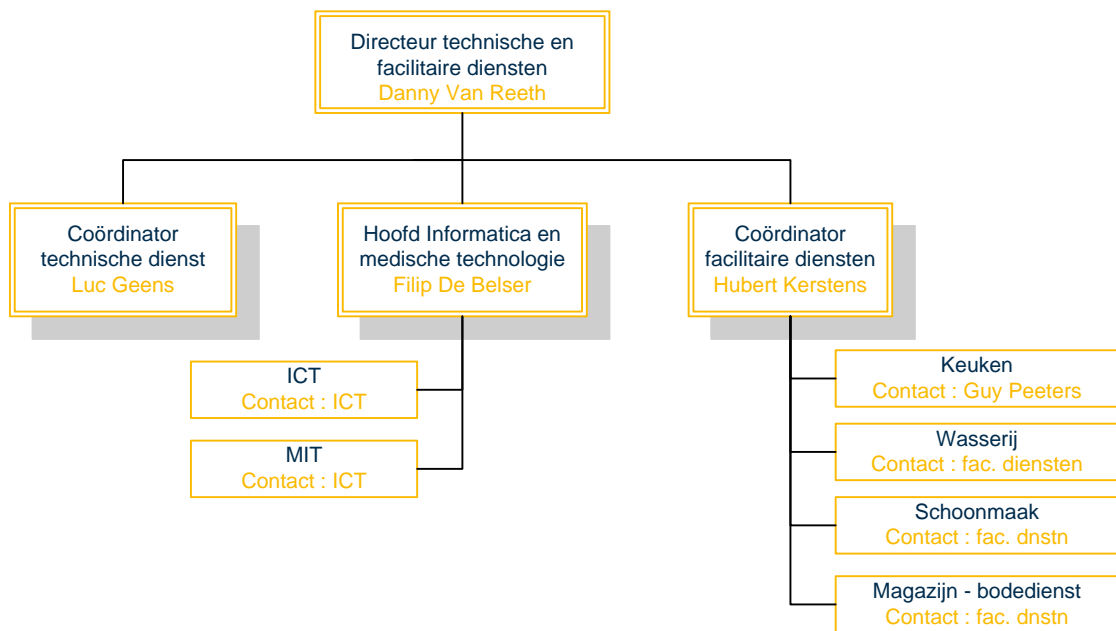 Directeur technische en
facilitaire diensten
Danny Van Reeth
Coördinator
technische dienst
Luc Geens
Hoofd Informatica en
medische technologie
Filip De Belser
Coördinator
facilitaire diensten
Hubert Kerstens
ICT
Contact : ICT
MIT
Contact : ICT
Keuken
Contact : Guy Peeters
Wasserij
Contact : fac. diensten
Schoonmaak
Contact : fac. dnstn
Magazijn - bodedienst
Contact : fac. dnstn